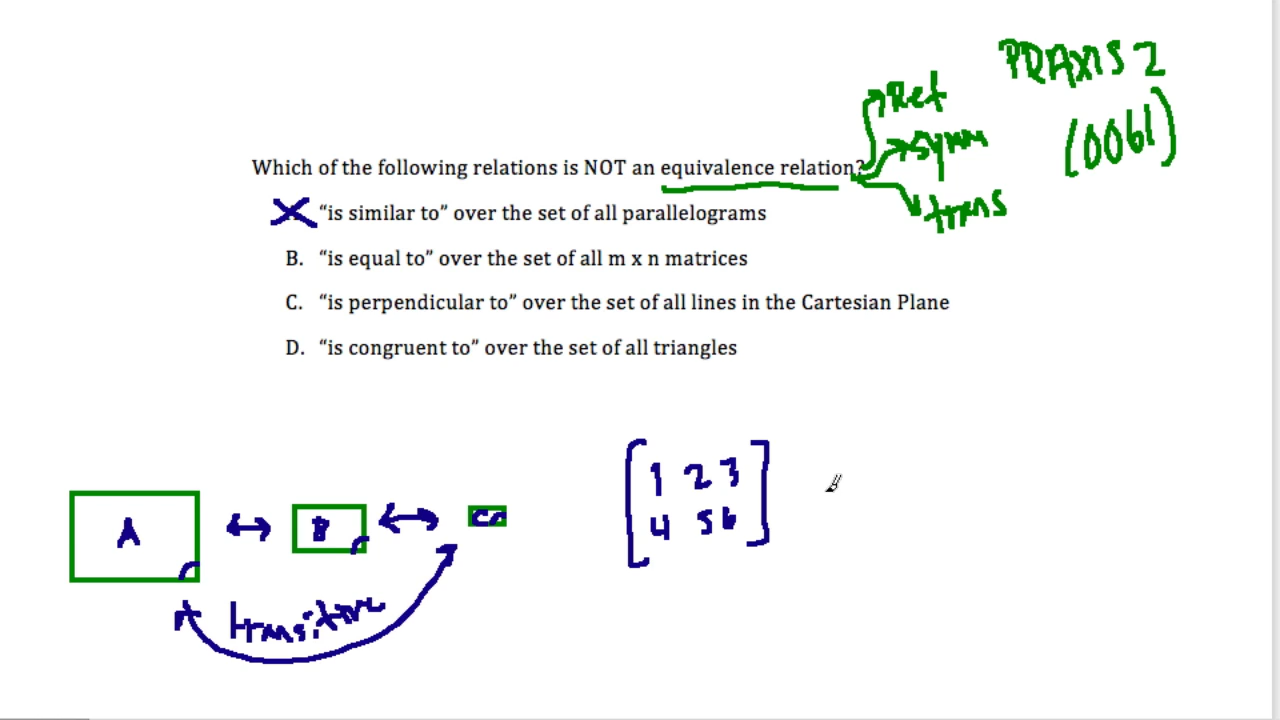 PRAXIS 2
(0061)
Ref
symm
trans
Which of the following relations is NOT an equivalence relation?
“is similar to” over the set of all parallelograms
B. “is equal to” over the set of all m x n matrices
C. “is perpendicular to” over the set of all lines in the Cartesian Plane
D. “is congruent to” over the set of all triangles
1 2 3
4 5 6
A B C
transitive